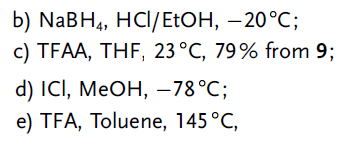 b) NaBH₄, HCl/EtOH, −20°C;
c) TFAA, THF, 23°C, 79% from 9;
d) ICl, MeOH, −78°C;
e) TFA, Toluene, 145°C,